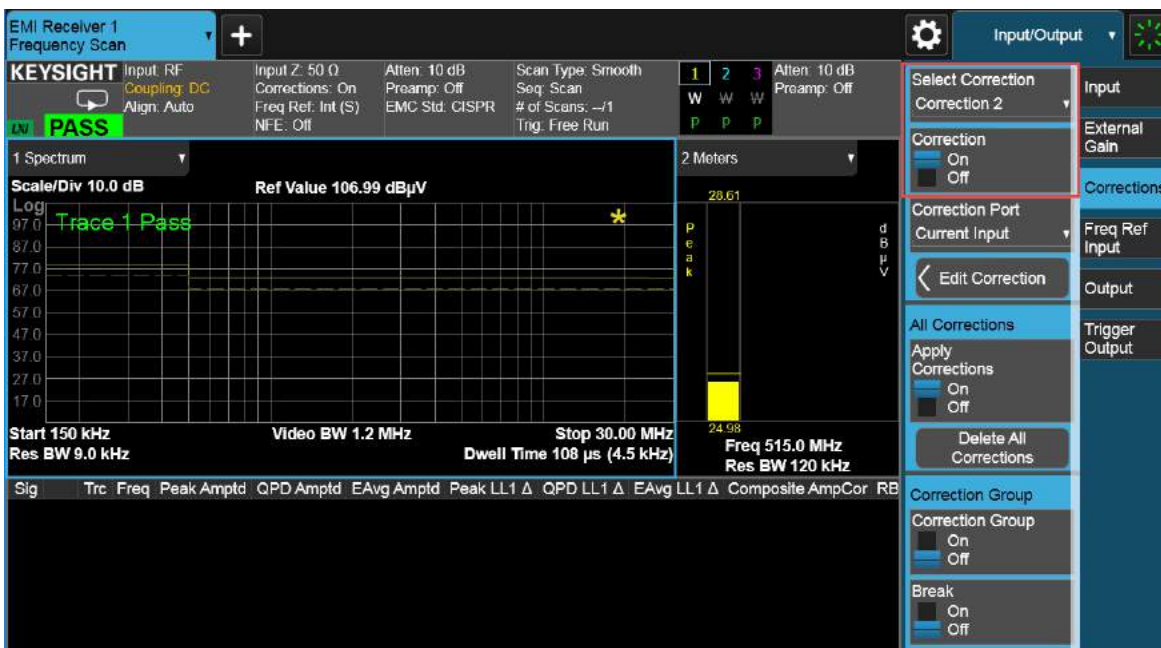 EMI Receiver 1
Frequency Scan
+
Input/Output
KEYSIGHT
Input: RF
Coupling: DC
Align: Auto
LXI
PASS
Input Z: 50 Ω
Corrections: On
Freq Ref: Int (S)
NFE: Off
Atten: 10 dB
Preamp: Off
EMC Std: CISPR
Scan Type: Smooth
Seq: Scan
# of Scans: --/1
Trig: Free Run
1 2 3
W W W
P P P
Atten: 10 dB
Preamp: Off
1 Spectrum
Scale/Div 10.0 dB
Ref Value 106.99 dBµV
Log
Trace 1 Pass
*
97.0
87.0
77.0
67.0
57.0
47.0
37.0
27.0
17.0
Start 150 kHz
Video BW 1.2 MHz
Stop 30.00 MHz
Res BW 9.0 kHz
Dwell Time 108 µs (4.5 kHz)
2 Meters
28.61
Peak
dBµV
24.98
Freq 515.0 MHz
Res BW 120 kHz
Sig Trc Freq Peak Amptd QPD Amptd EAvg Amptd Peak LL1 Δ QPD LL1 Δ EAvg LL1 Δ Composite AmpCor RB
Select Correction
Correction 2
Correction
On
Off
Correction Port
Current Input
Edit Correction
All Corrections
Apply
Corrections
On
Off
Delete All
Corrections
Correction Group
Correction Group
On
Off
Break
On
Off
Input
External
Gain
Corrections
Freq Ref
Input
Output
Trigger
Output